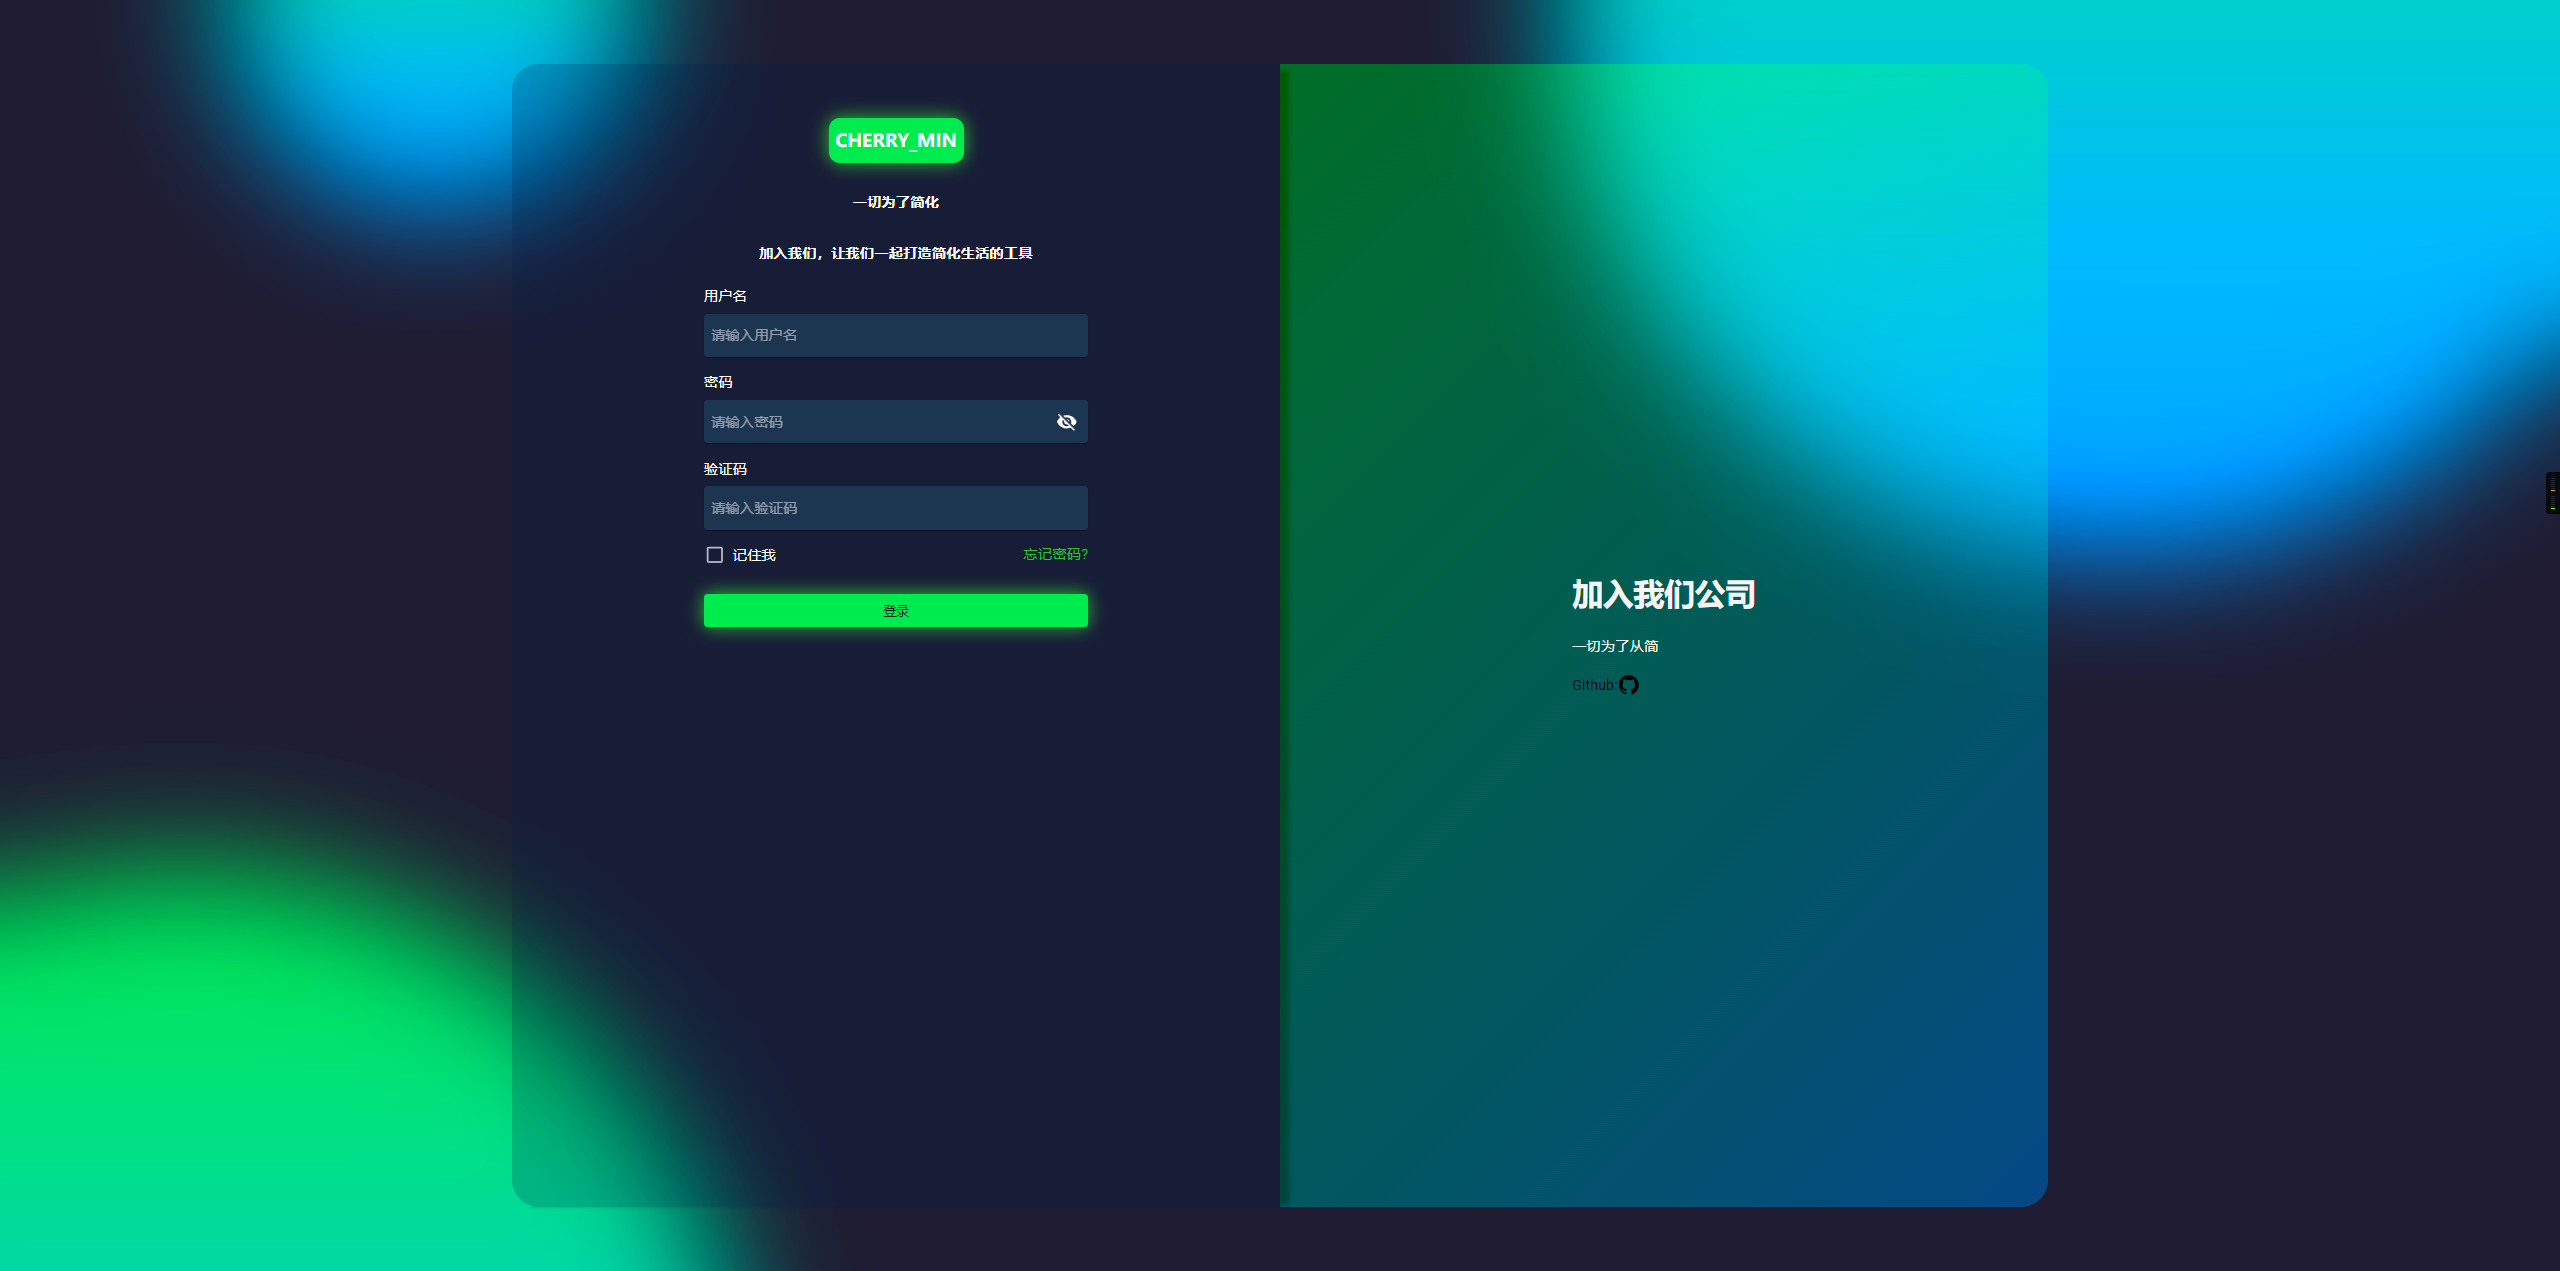 CHERRY_MIN
一切为了简化
加入我们，让我们一起打造简化生活的工具
用户名
请输入用户名
密码
请输入密码
验证码
请输入验证码
记住我
忘记密码?
登录
加入我们公司
一切为了从简
Github: